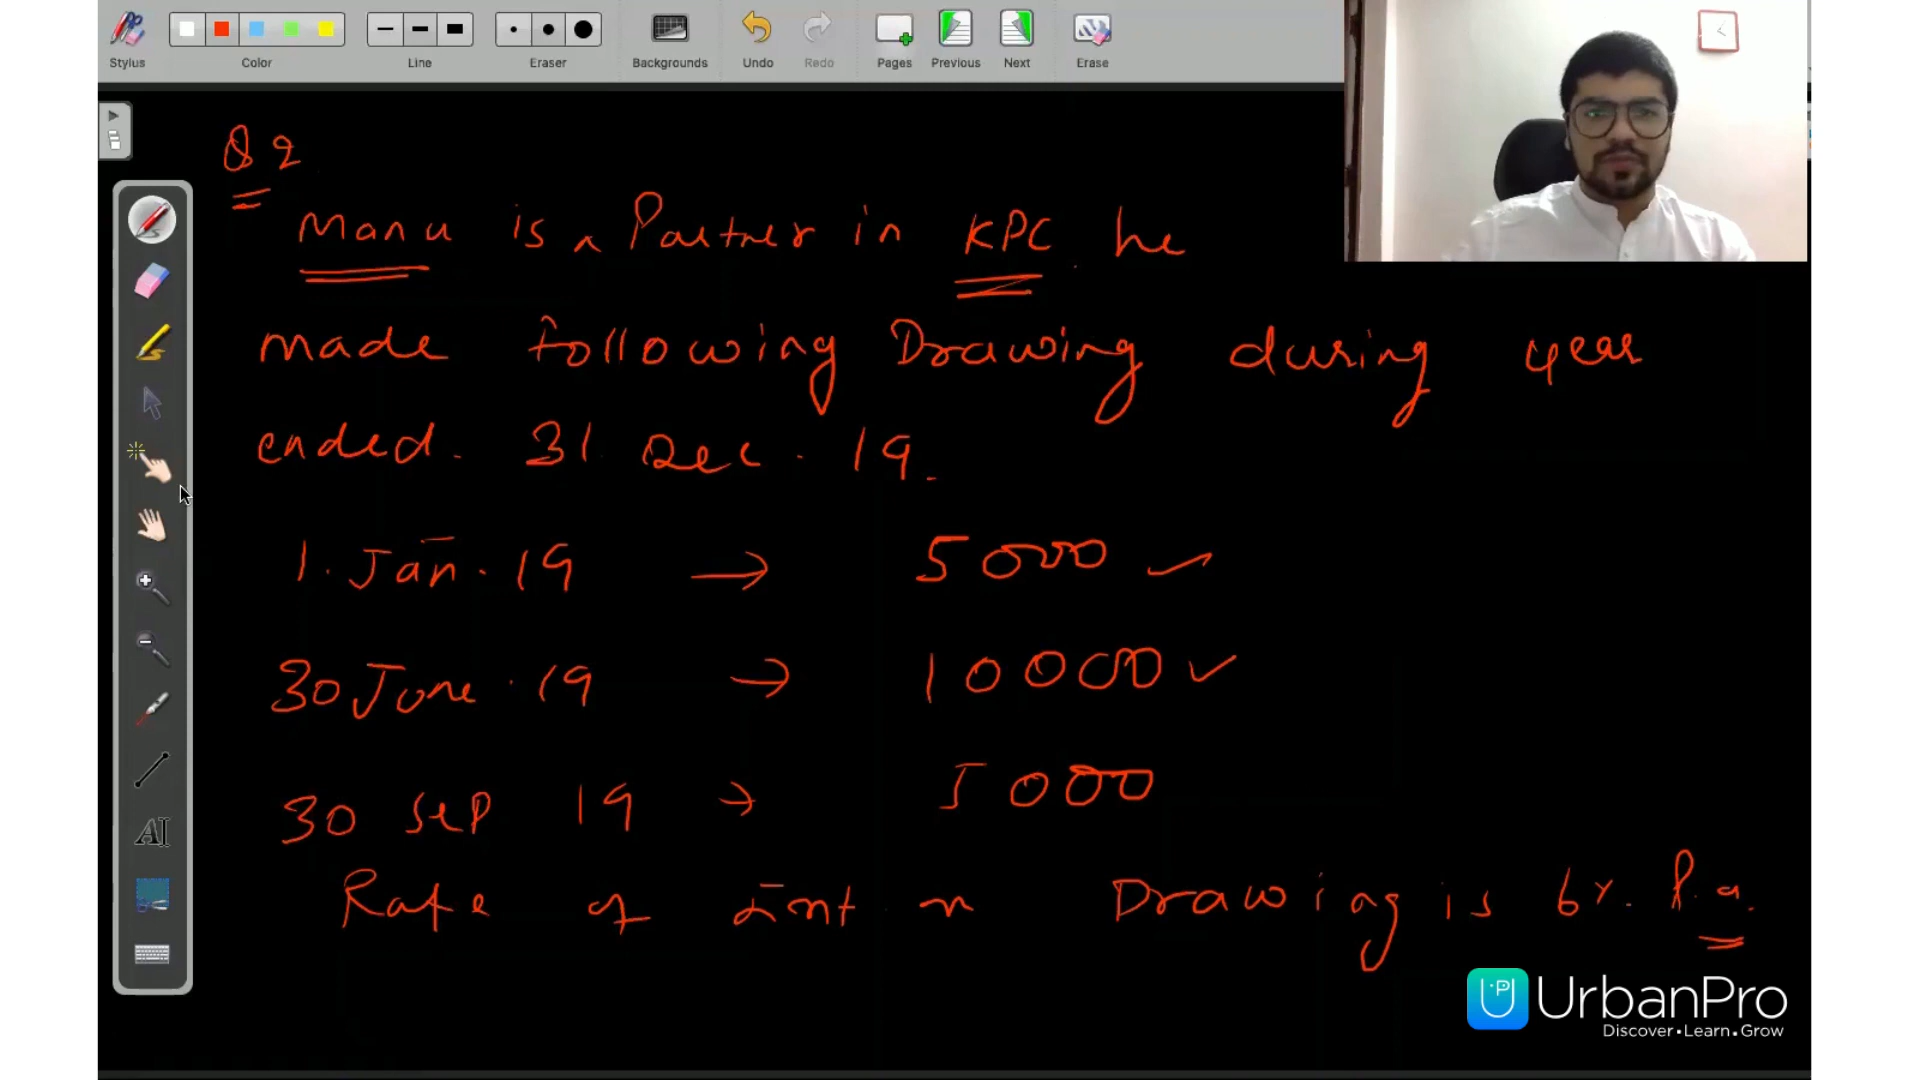 Stylus
Color
Line
Eraser
Backgrounds
Undo
Redo
Pages
Previous
Next
Erase
Q 2
Manu is a Partner in KPC. he
made following Drawing during year
ended. 31 Dec. 19.
1. Jan. 19 → 5000 ✓
30 June. 19 → 10000 ✓
30 Sep 19 → 5000
Rate of Int. on Drawing is 6%. P.a.
AI
UrbanPro
Discover•Learn•Grow